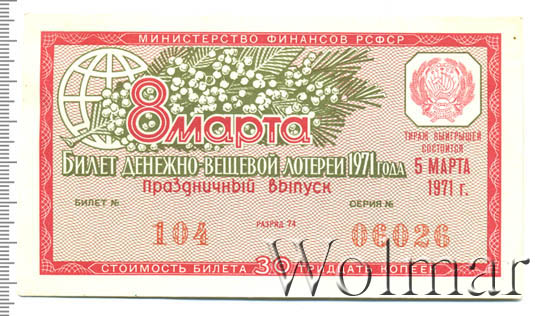 МИНИСТЕРСТВО ФИНАНСОВ РСФСР
8 марта
БИЛЕТ ДЕНЕЖНО-ВЕЩЕВОЙ ЛОТЕРЕИ 1971 ГОДА
Праздничный выпуск
ТИРАЖ ВЫИГРЫШЕЙ
СОСТОИТСЯ
5 МАРТА
1971 г.
БИЛЕТ № СЕРИЯ №
РАЗРЯД 74
104 06026
СТОИМОСТЬ БИЛЕТА 30 ТРИДЦАТЬ КОПЕЕК
Wolmar